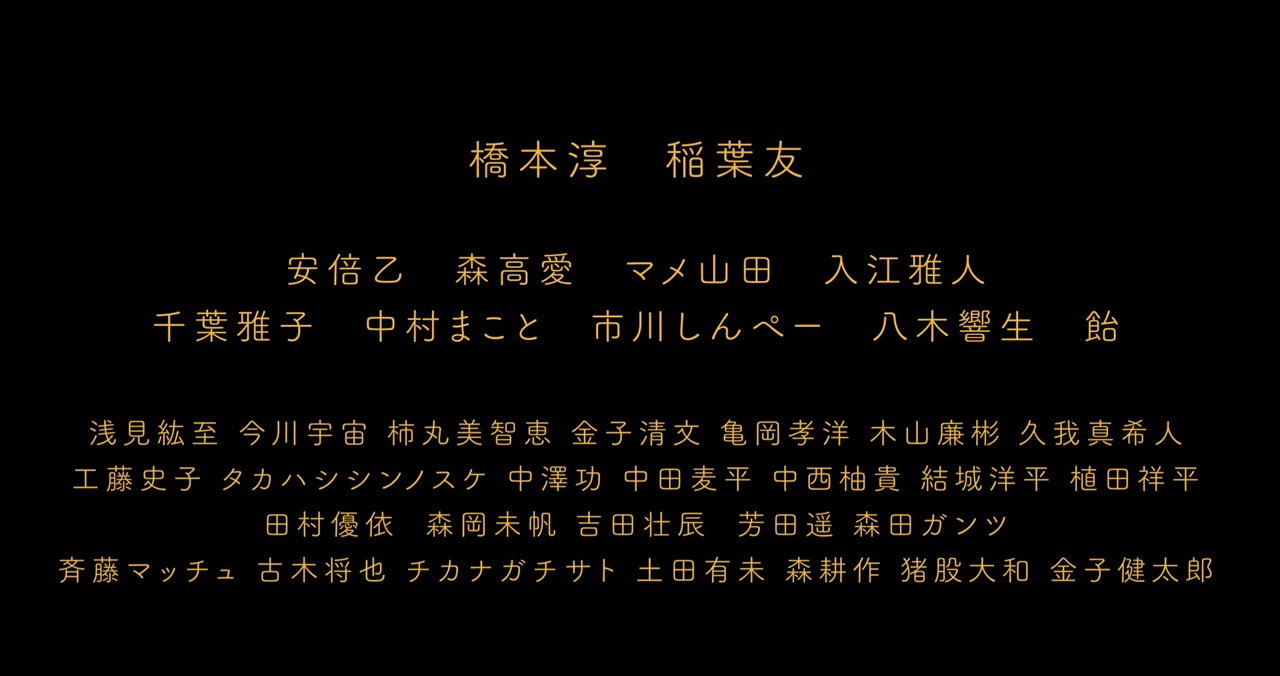 橋本淳　稲葉友
安倍乙　森高愛　マメ山田　入江雅人
千葉雅子　中村まこと　市川しんぺー　八木響生　飴
浅見紘至 今川宇宙 柿丸美智恵 金子清文 亀岡孝洋 木山廉彬 久我真希人
工藤史子 タカハシシンノスケ 中澤功 中田麦平 中西柚貴 結城洋平 植田祥平
田村優依　森岡未帆 吉田壮辰　芳田遥 森田ガンツ
斉藤マッチュ 古木将也 チカナガチサト 土田有未 森耕作 猪股大和 金子健太郎